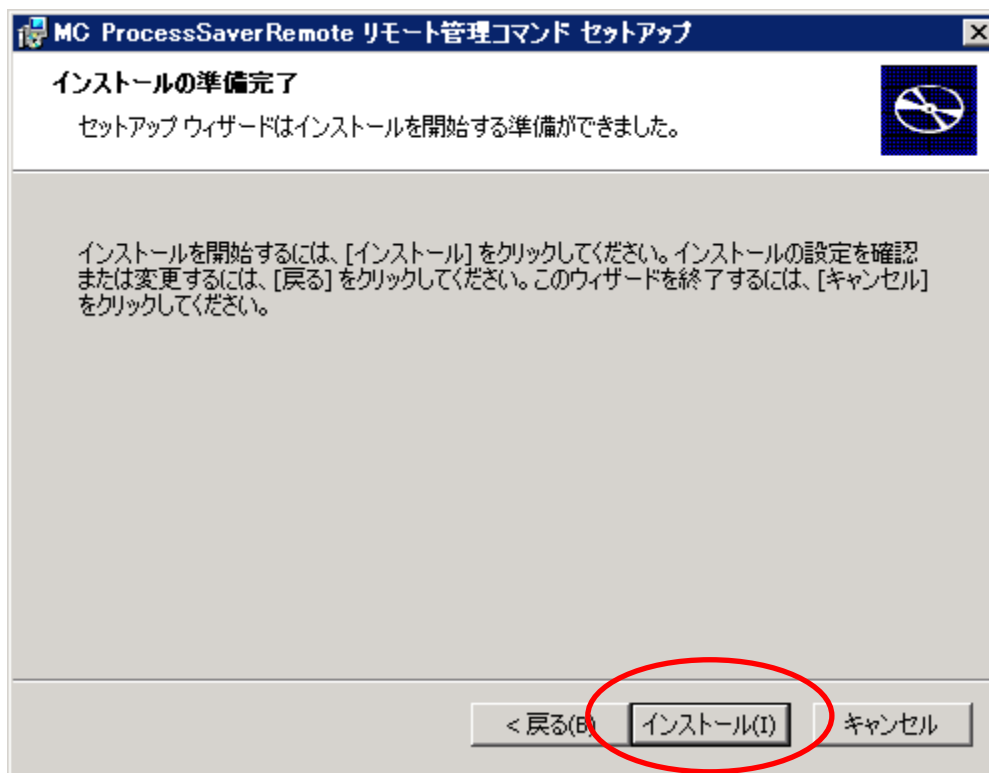 MC ProcessSaverRemote リモート管理コマンド セットアップ
インストールの準備完了
セットアップ ウィザードはインストールを開始する準備ができました。
インストールを開始するには、[インストール] をクリックしてください。インストールの設定を確認
または変更するには、[戻る] をクリックしてください。このウィザードを終了するには、[キャンセル]
をクリックしてください。
< 戻る(B) インストール(I) キャンセル